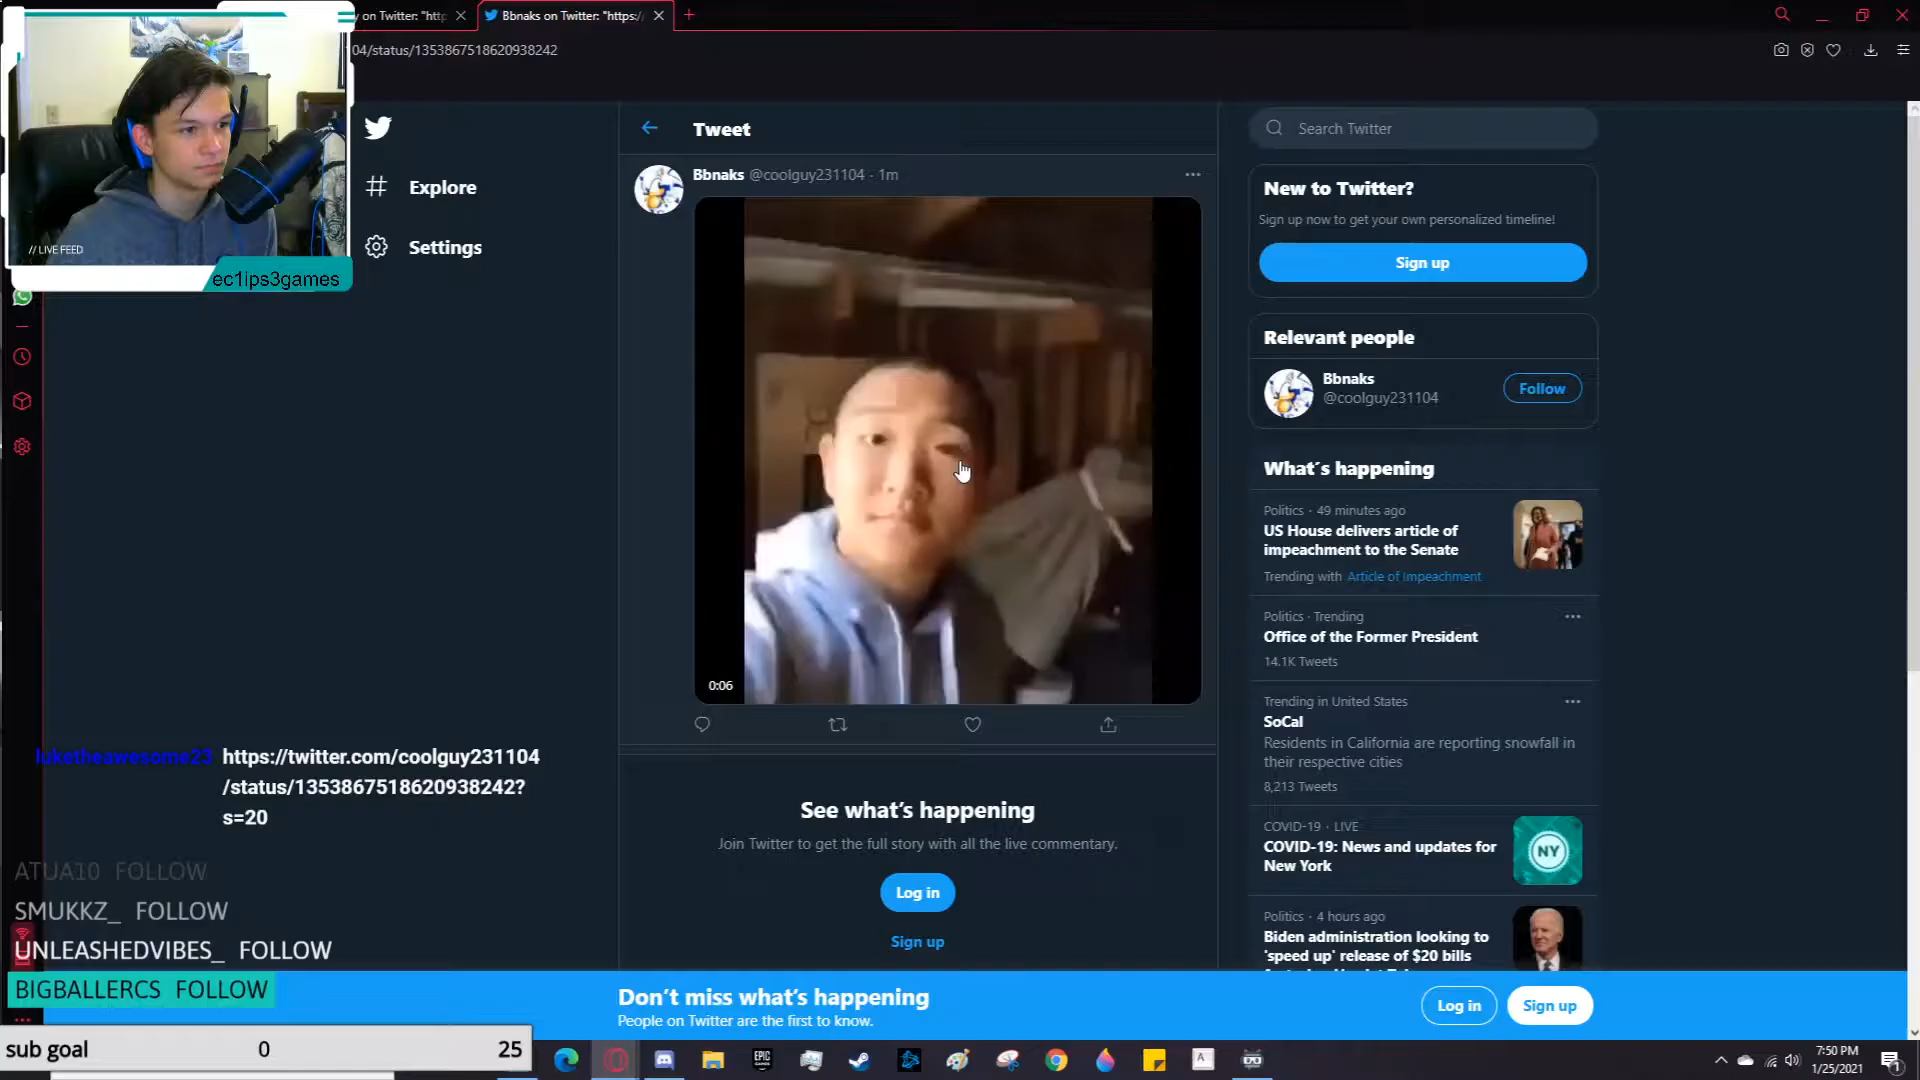 on Twitter: "http
Bbnaks on Twitter: "https:/
04/status/1353867518620938242
// LIVE FEED
ec1ips3games
Explore
Settings
Tweet
Bbnaks @coolguy231104 · 1m
0:06
Search Twitter
New to Twitter?
Sign up now to get your own personalized timeline!
Sign up
Relevant people
Bbnaks
@coolguy231104
Follow
What's happening
Politics · 49 minutes ago
US House delivers article of
impeachment to the Senate
Trending with Article of Impeachment
Politics · Trending
Office of the Former President
14.1K Tweets
Trending in United States
SoCal
Residents in California are reporting snowfall in
their respective cities
8,213 Tweets
COVID-19 · LIVE
COVID-19: News and updates for
New York
NY
Politics · 4 hours ago
Biden administration looking to
'speed up' release of $20 bills
See what's happening
Join Twitter to get the full story with all the live commentary.
Log in
Sign up
luketheawesome23 https://twitter.com/coolguy231104
/status/1353867518620938242?
s=20
ATUA10 FOLLOW
SMUKKZ_ FOLLOW
UNLEASHEDVIBES_ FOLLOW
BIGBALLERCS FOLLOW
Don't miss what's happening
People on Twitter are the first to know.
Log in
Sign up
sub goal 0 25
EPIC
GAMES
A
7:50 PM
1/25/2021
1